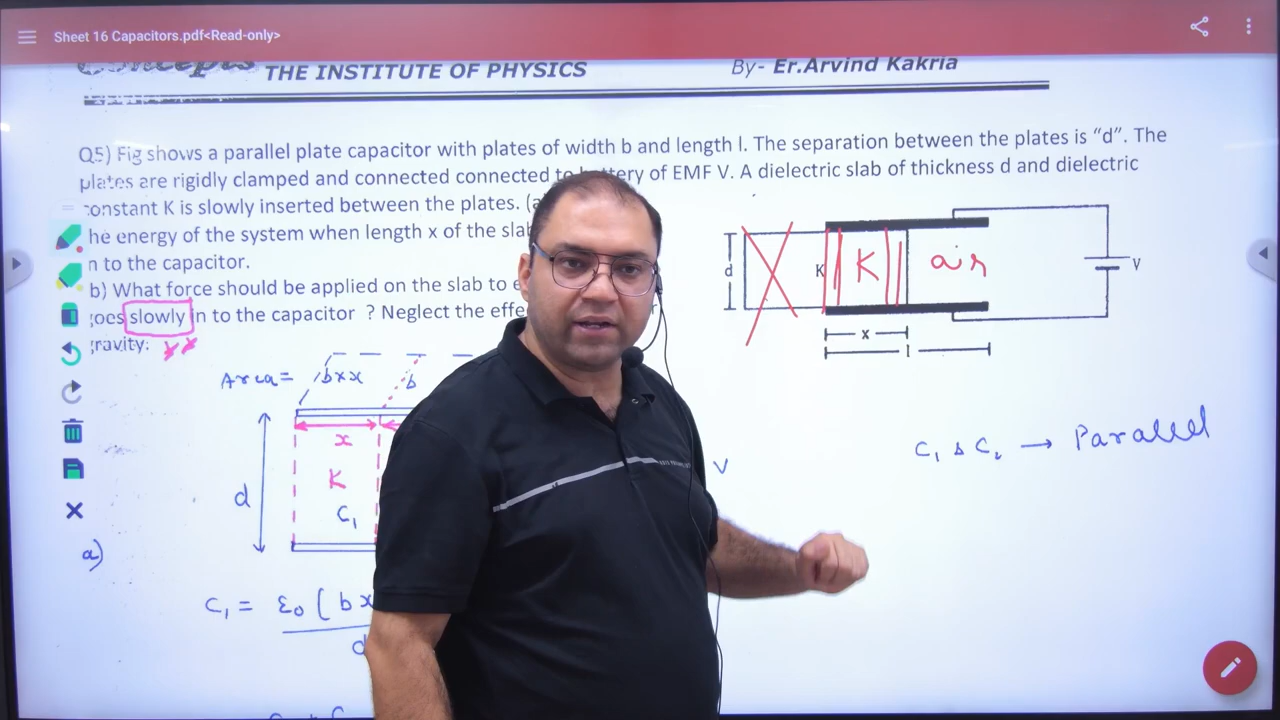 Sheet 16 Capacitors.pdf<Read-only>
Concepts THE INSTITUTE OF PHYSICS By- Er.Arvind Kakria
Q5) Fig shows a parallel plate capacitor with plates of width b and length l. The separation between the plates is "d". The
plates are rigidly clamped and connected connected to battery of EMF V. A dielectric slab of thickness d and dielectric
constant K is slowly inserted between the plates. (a
he energy of the system when length x of the slab
n to the capacitor.
b) What force should be applied on the slab to e
goes slowly in to the capacitor ? Neglect the effe
gravity:
d K K air V
x
l
Area = b×x b
x
K
d
C1
V
C1 & C2 → Parallel
a)
C1 = ε0 ( bx
d